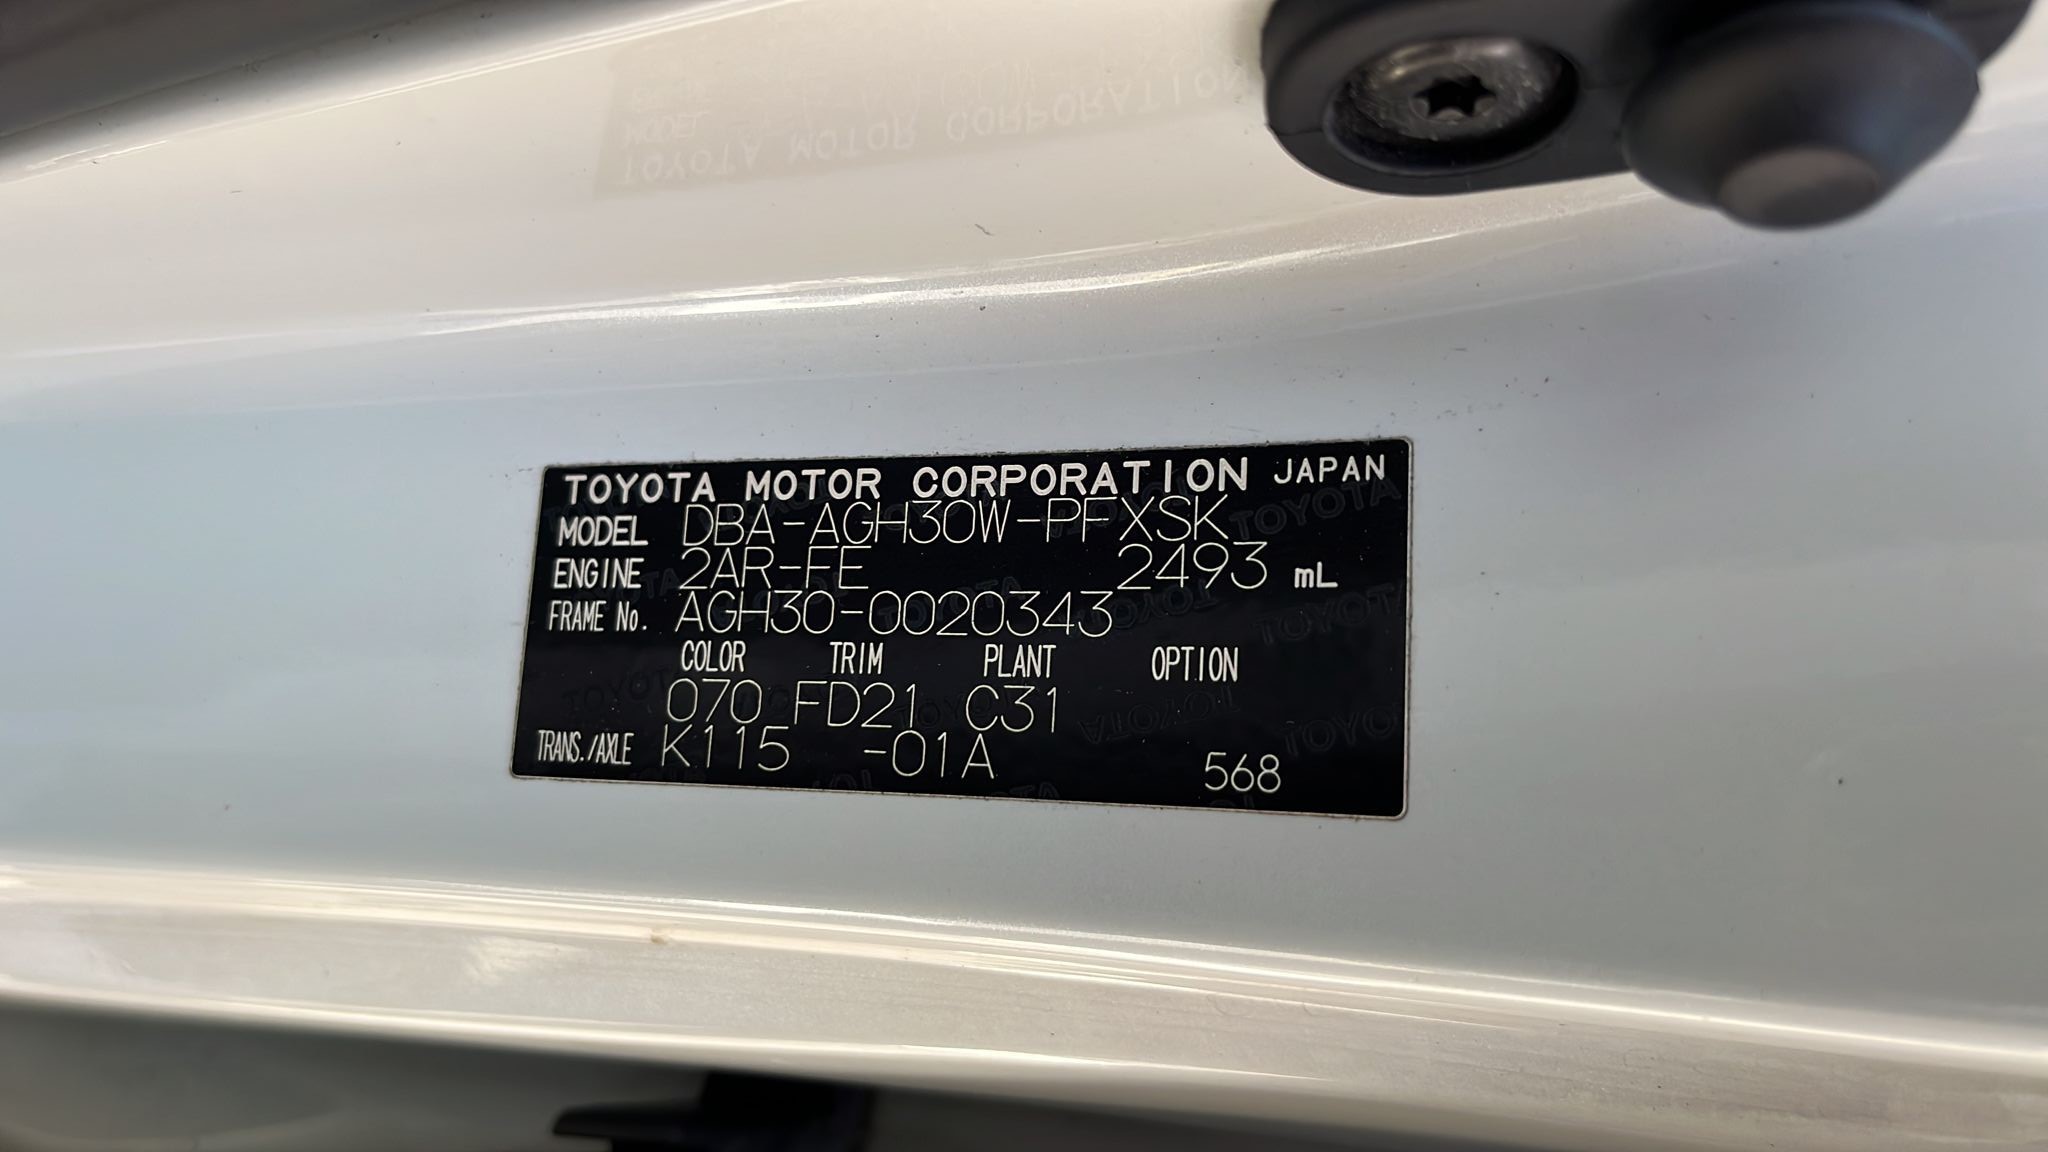 TOYOTA MOTOR CORPORATION JAPAN
MODEL DBA-AGH30W-PFXSK
ENGINE 2AR-FE 2493 mL
FRAME No. AGH30-0020343
COLOR TRIM PLANT OPTION
070 FD21 C31
TRANS./AXLE K115 -01A 568